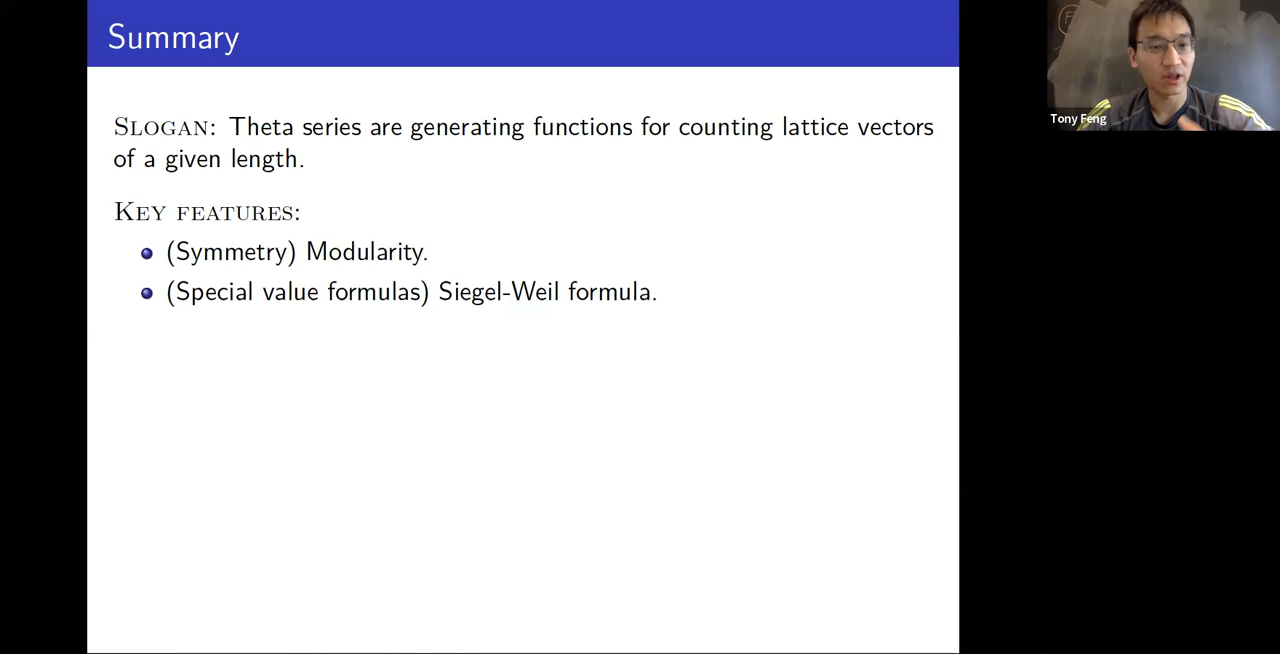 Summary
Slogan: Theta series are generating functions for counting lattice vectors
of a given length.
Key features:
(Symmetry) Modularity.
(Special value formulas) Siegel-Weil formula.
Tony Feng